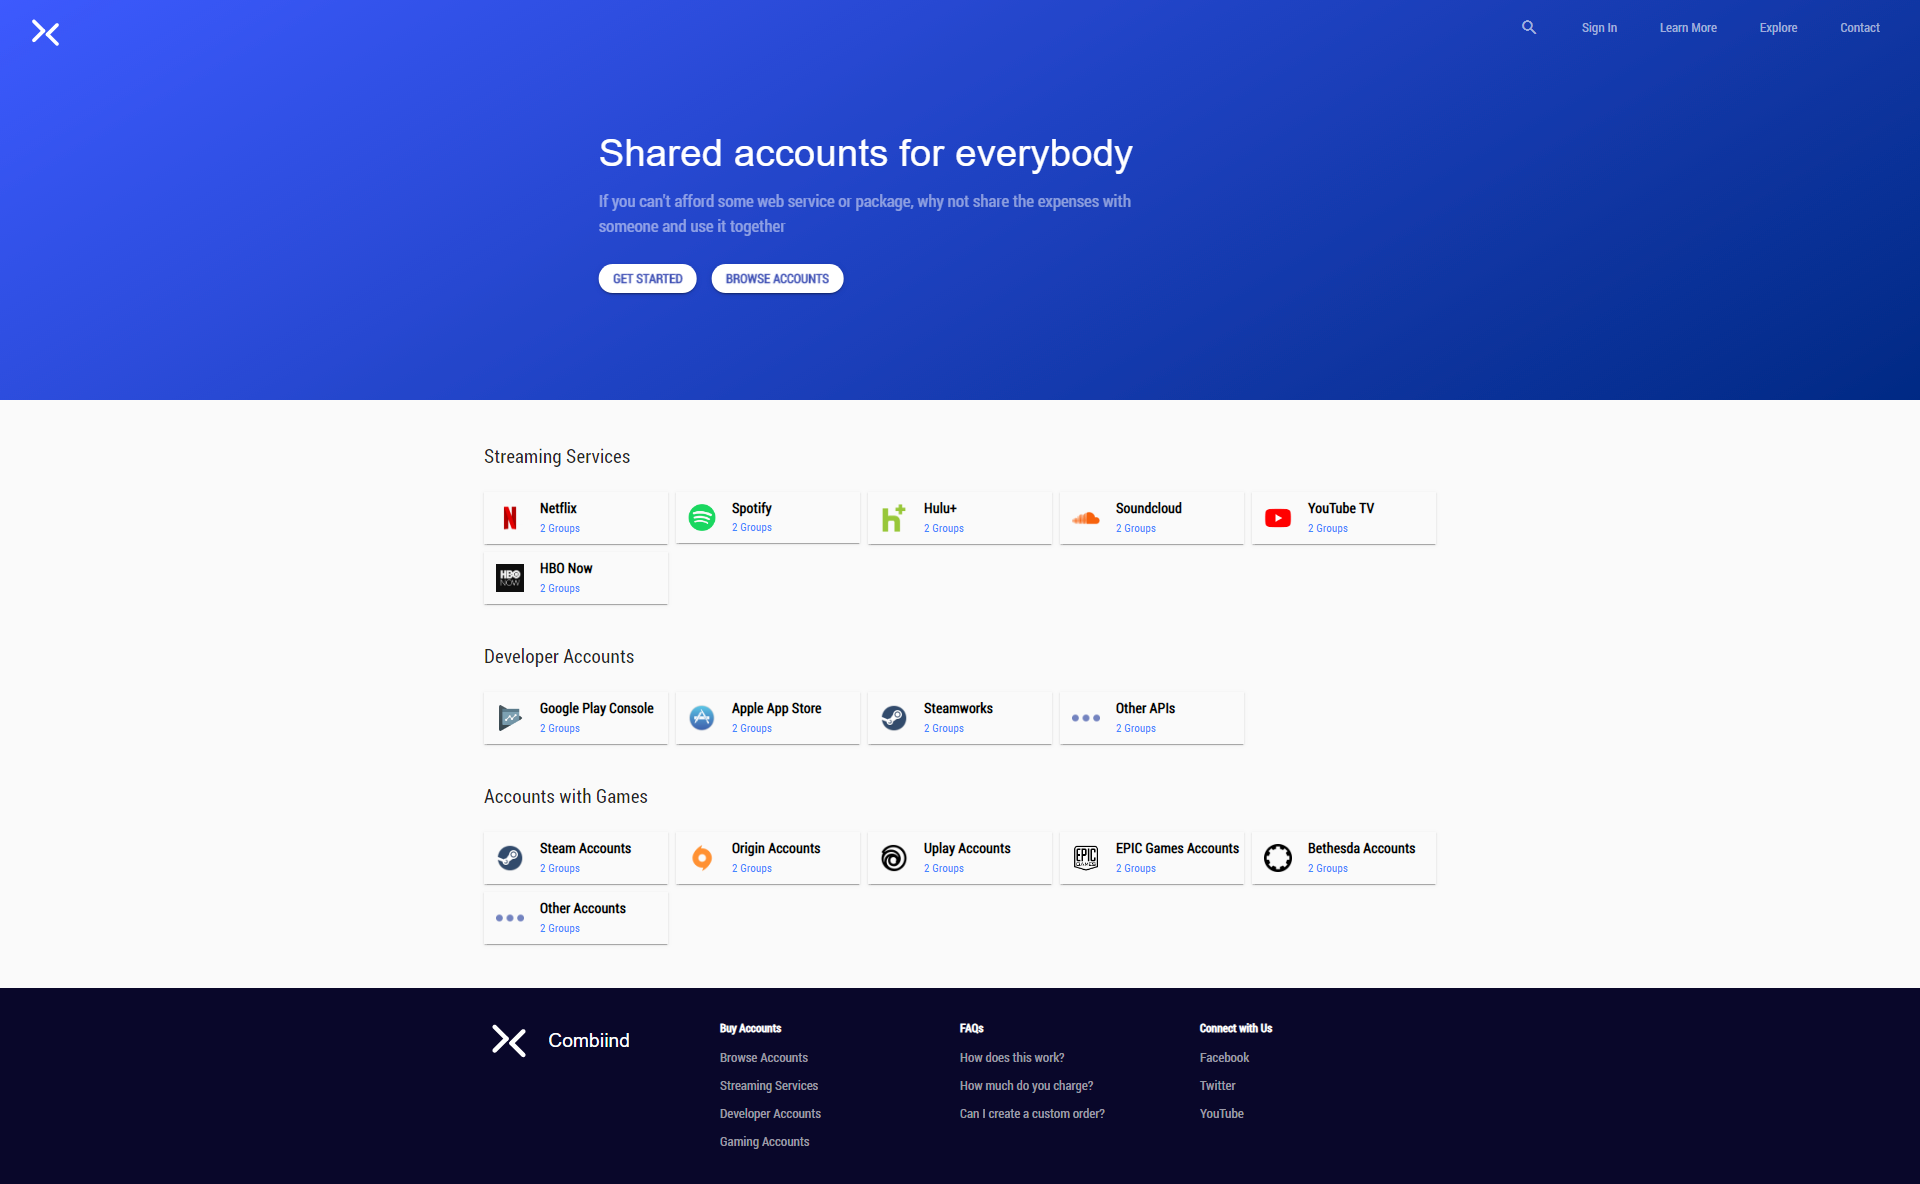 Sign In
Learn More
Explore
Contact
Shared accounts for everybody
If you can't afford some web service or package, why not share the expenses with
someone and use it together
GET STARTED
BROWSE ACCOUNTS
Streaming Services
Netflix
2 Groups
Spotify
2 Groups
Hulu+
2 Groups
Soundcloud
2 Groups
YouTube TV
2 Groups
HBO NOW
HBO Now
2 Groups
Developer Accounts
Google Play Console
2 Groups
Apple App Store
2 Groups
Steamworks
2 Groups
Other APIs
2 Groups
Accounts with Games
Steam Accounts
2 Groups
Origin Accounts
2 Groups
Uplay Accounts
2 Groups
EPIC GAMES
EPIC Games Accounts
2 Groups
Bethesda Accounts
2 Groups
Other Accounts
2 Groups
Combiind
Buy Accounts
Browse Accounts
Streaming Services
Developer Accounts
Gaming Accounts
FAQs
How does this work?
How much do you charge?
Can I create a custom order?
Connect with Us
Facebook
Twitter
YouTube